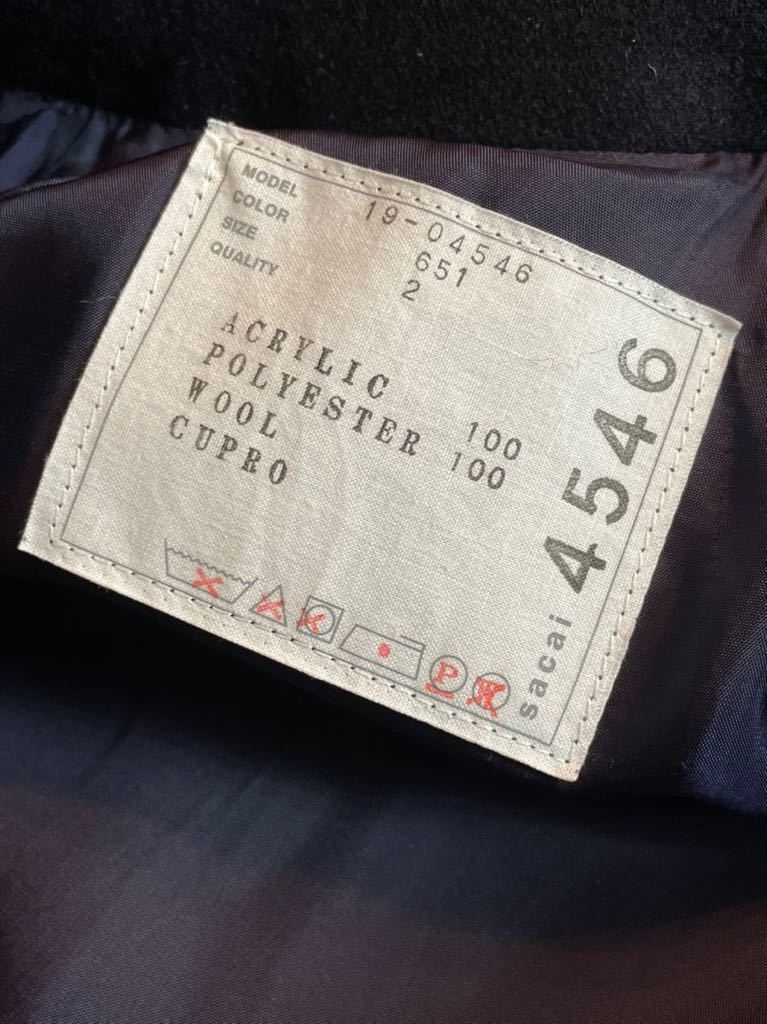 MODEL 19-04546
COLOR 651
SIZE 2
QUALITY
ACRYLIC 100
POLYESTER 100
WOOL
CUPRO
P
W
sacai 4546